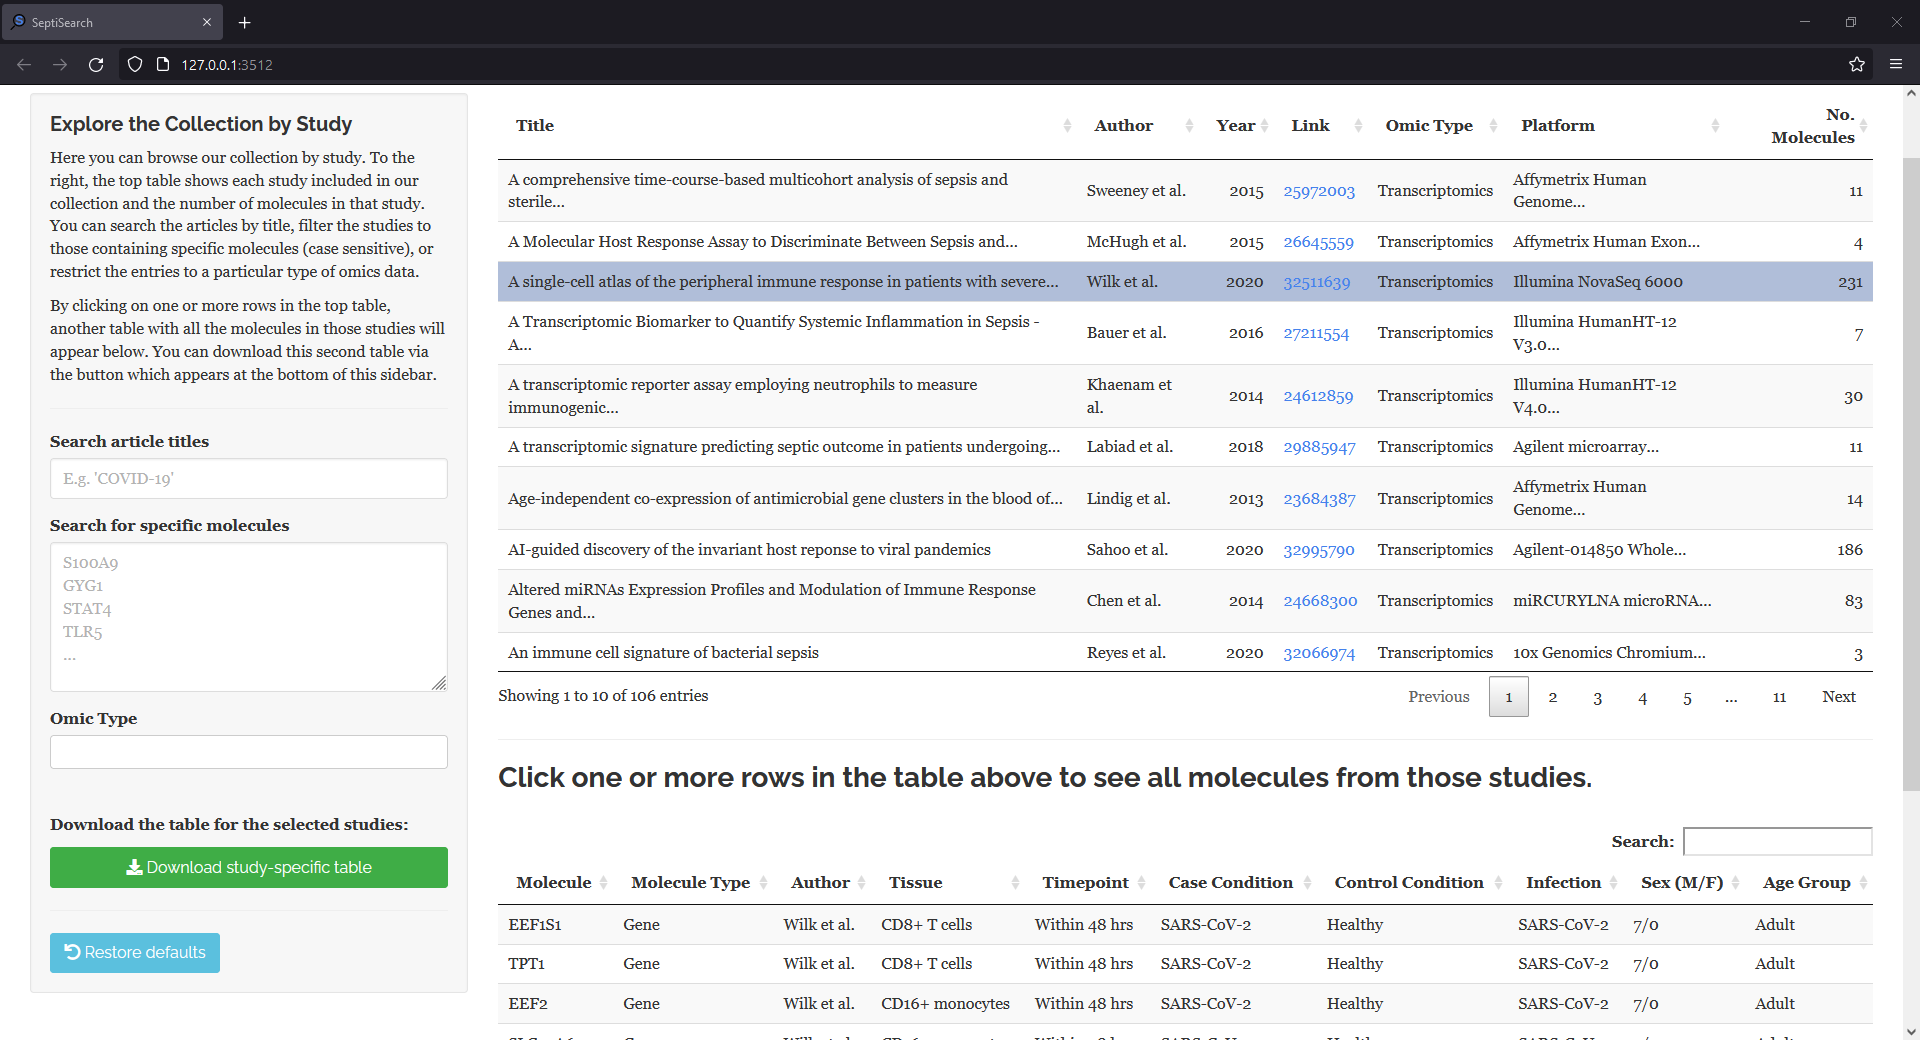 SeptiSearch
127.0.0.1:3512
Explore the Collection by Study
Here you can browse our collection by study. To the
right, the top table shows each study included in our
collection and the number of molecules in that study.
You can search the articles by title, filter the studies to
those containing specific molecules (case sensitive), or
restrict the entries to a particular type of omics data.
By clicking on one or more rows in the top table,
another table with all the molecules in those studies will
appear below. You can download this second table via
the button which appears at the bottom of this sidebar.
Search article titles
E.g. 'COVID-19'
Search for specific molecules
S100A9
GYG1
STAT4
TLR5
...
Omic Type
Download the table for the selected studies:
Download study-specific table
Restore defaults
Title Author Year Link Omic Type Platform No. Molecules
A comprehensive time-course-based multicohort analysis of sepsis and
sterile... Sweeney et al. 2015 25972003 Transcriptomics Affymetrix Human
Genome... 11
A Molecular Host Response Assay to Discriminate Between Sepsis and... McHugh et al. 2015 26645559 Transcriptomics Affymetrix Human Exon... 4
A single-cell atlas of the peripheral immune response in patients with severe... Wilk et al. 2020 32511639 Transcriptomics Illumina NovaSeq 6000 231
A Transcriptomic Biomarker to Quantify Systemic Inflammation in Sepsis -
A... Bauer et al. 2016 27211554 Transcriptomics Illumina HumanHT-12
V3.0... 7
A transcriptomic reporter assay employing neutrophils to measure
immunogenic... Khaenam et al. 2014 24612859 Transcriptomics Illumina HumanHT-12
V4.0... 30
A transcriptomic signature predicting septic outcome in patients undergoing... Labiad et al. 2018 29885947 Transcriptomics Agilent microarray... 11
Age-independent co-expression of antimicrobial gene clusters in the blood of... Lindig et al. 2013 23684387 Transcriptomics Affymetrix Human
Genome... 14
AI-guided discovery of the invariant host reponse to viral pandemics Sahoo et al. 2020 32995790 Transcriptomics Agilent-014850 Whole... 186
Altered miRNAs Expression Profiles and Modulation of Immune Response
Genes and... Chen et al. 2014 24668300 Transcriptomics miRCURYLNA microRNA... 83
An immune cell signature of bacterial sepsis Reyes et al. 2020 32066974 Transcriptomics 10x Genomics Chromium... 3
Showing 1 to 10 of 106 entries Previous 1 2 3 4 5 ... 11 Next
Click one or more rows in the table above to see all molecules from those studies.
Search:
Molecule Molecule Type Author Tissue Timepoint Case Condition Control Condition Infection Sex (M/F) Age Group
EEF1S1 Gene Wilk et al. CD8+ T cells Within 48 hrs SARS-CoV-2 Healthy SARS-CoV-2 7/0 Adult
TPT1 Gene Wilk et al. CD8+ T cells Within 48 hrs SARS-CoV-2 Healthy SARS-CoV-2 7/0 Adult
EEF2 Gene Wilk et al. CD16+ monocytes Within 48 hrs SARS-CoV-2 Healthy SARS-CoV-2 7/0 Adult